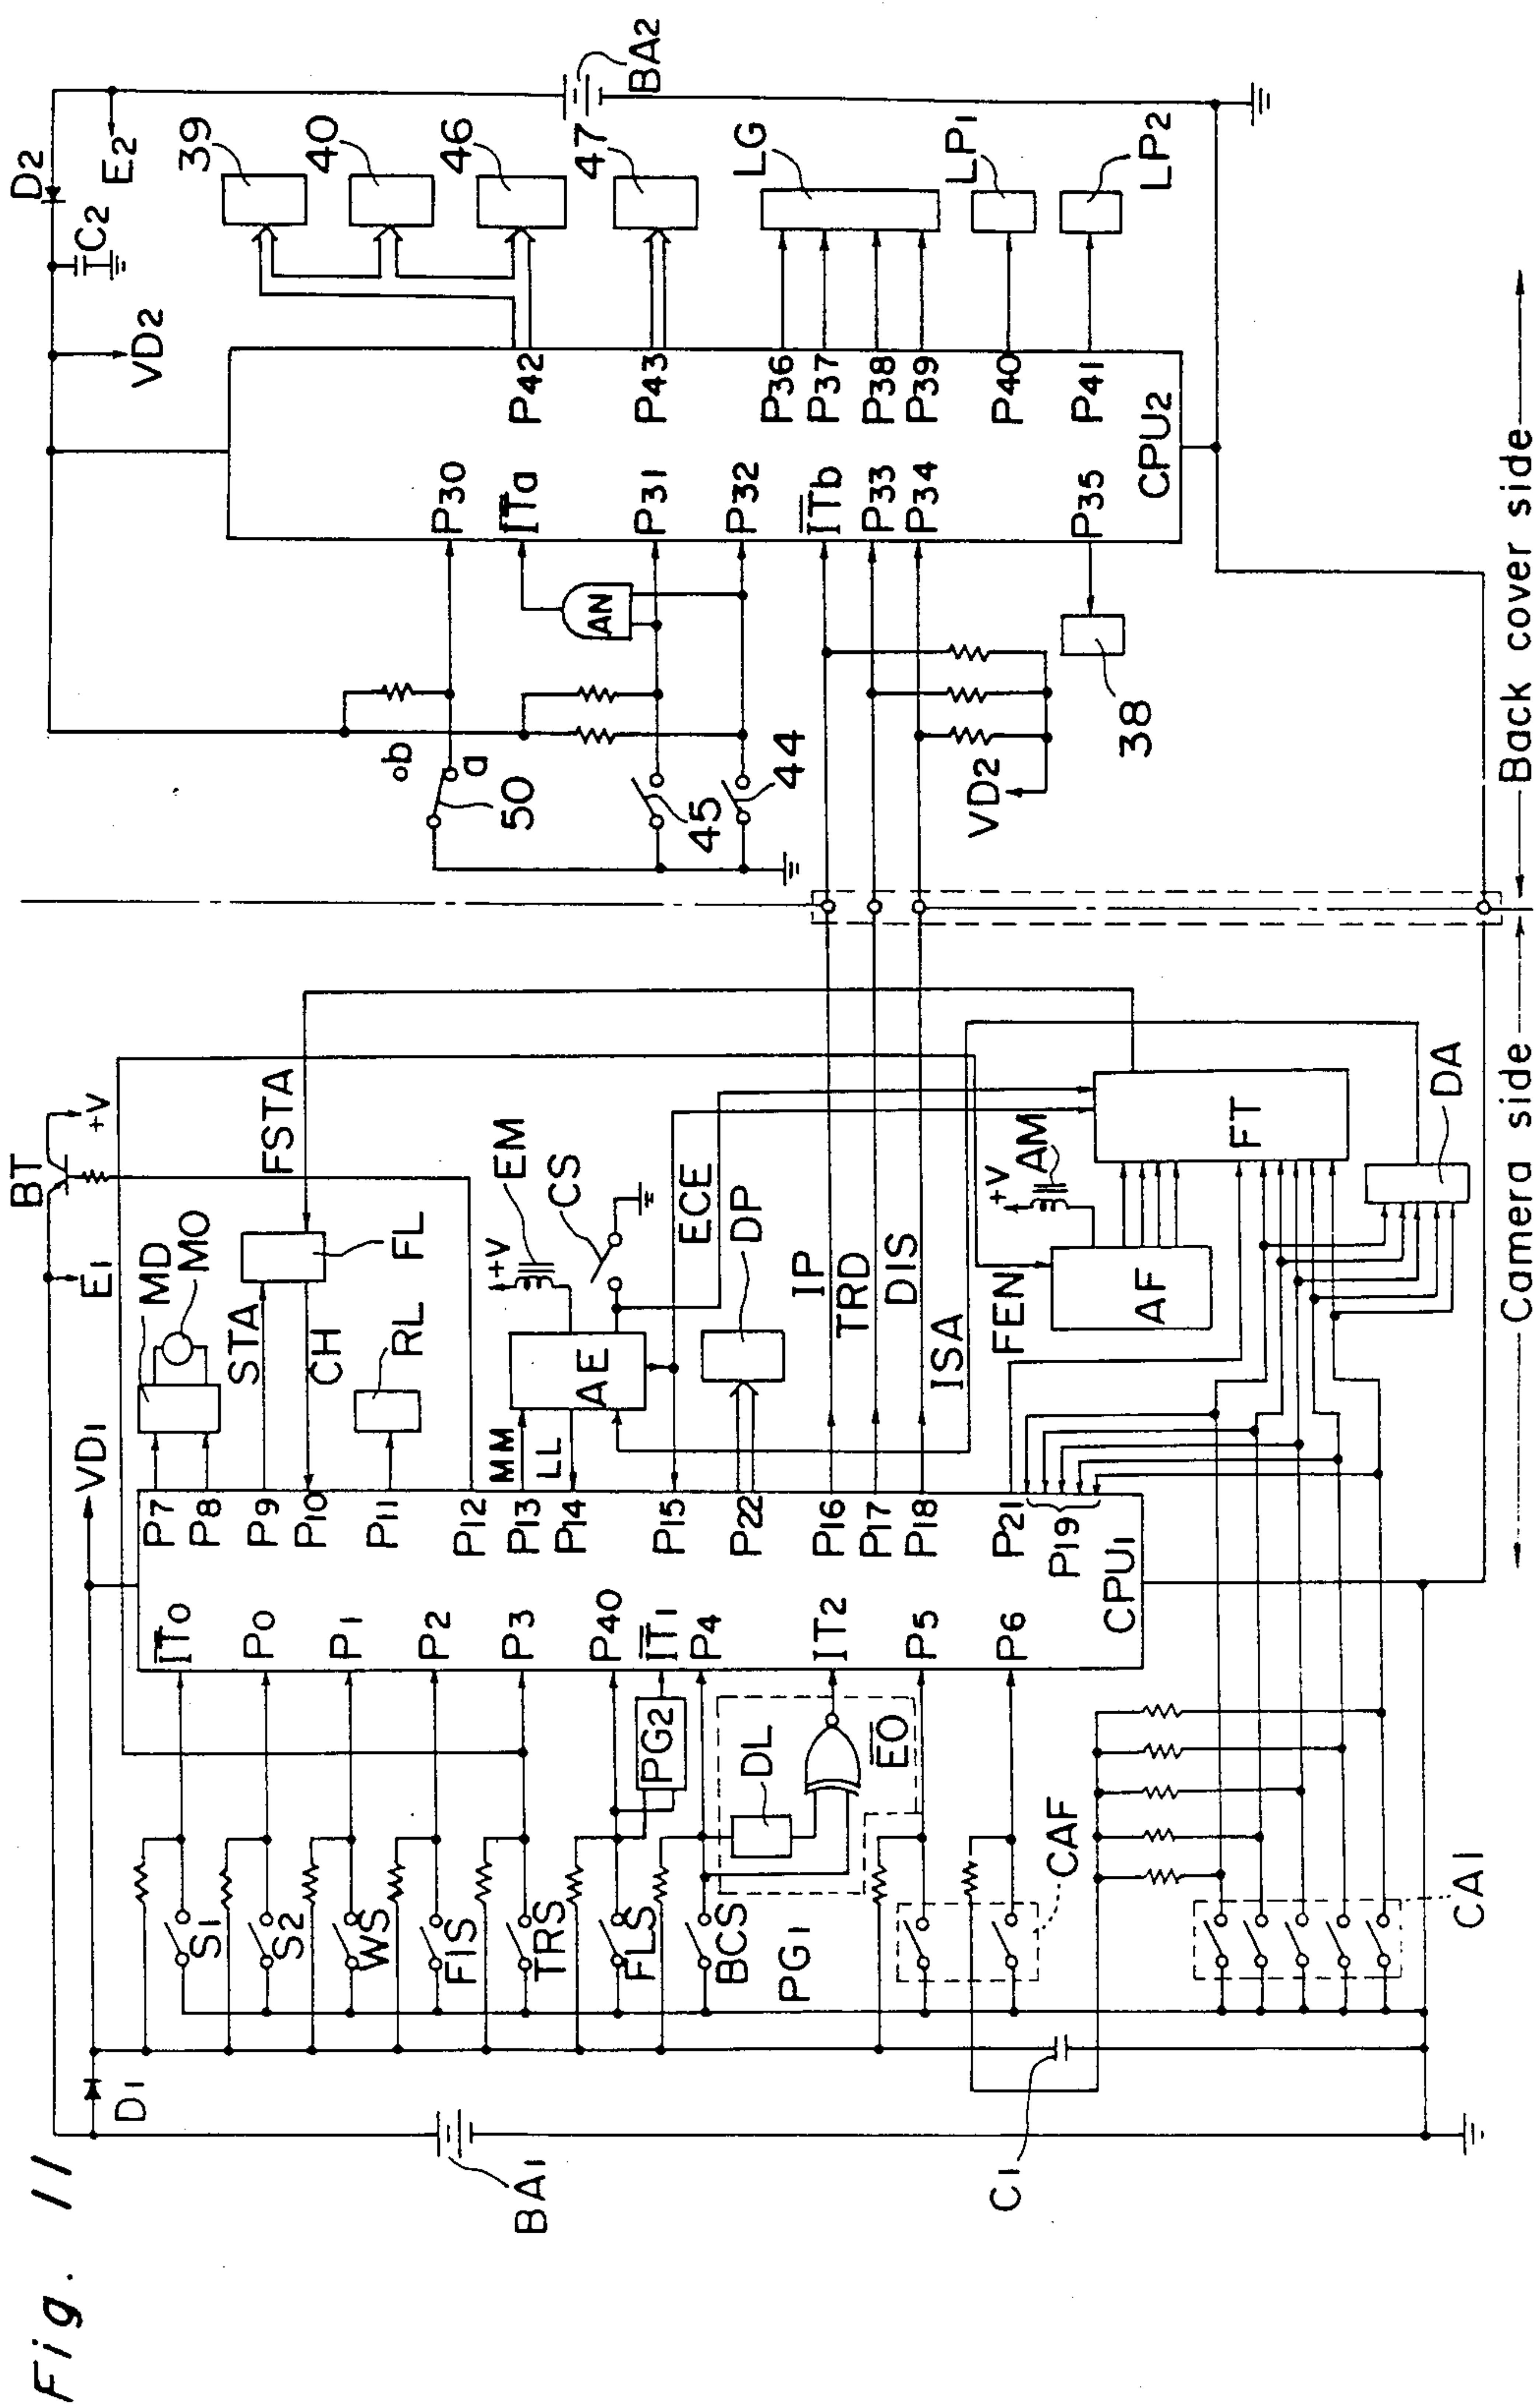 Fig. 11
BA1
D1
C1
VD1
E1
BT
+V
S1
S2
WS
FIS
TRS
FLS
BCS
PG1
PG2
DL
EO
CAF
CA1
IT0
P0
P1
P2
P3
P40
IT1
P4
IT2
P5
P6
CPU1
P7
P8
P9
P10
P11
P12
P13
P14
P15
P22
P16
P17
P18
P21
P19
MD
MO
STA
CH
FL
FSTA
RL
MM
LL
AE
+V
EM
CS
ECE
DP
IP
TRD
DIS
ISA
FEN
AF
+V
AM
FT
DA
Camera side
Back cover side
b
a
50
45
44
AN
VD2
38
P30
ITa
P31
P32
ITb
P33
P34
P35
CPU2
P42
P43
P36
P37
P38
P39
P40
P41
VD2
C2
D2
E2
BA2
39
40
46
47
LG
LP1
LP2